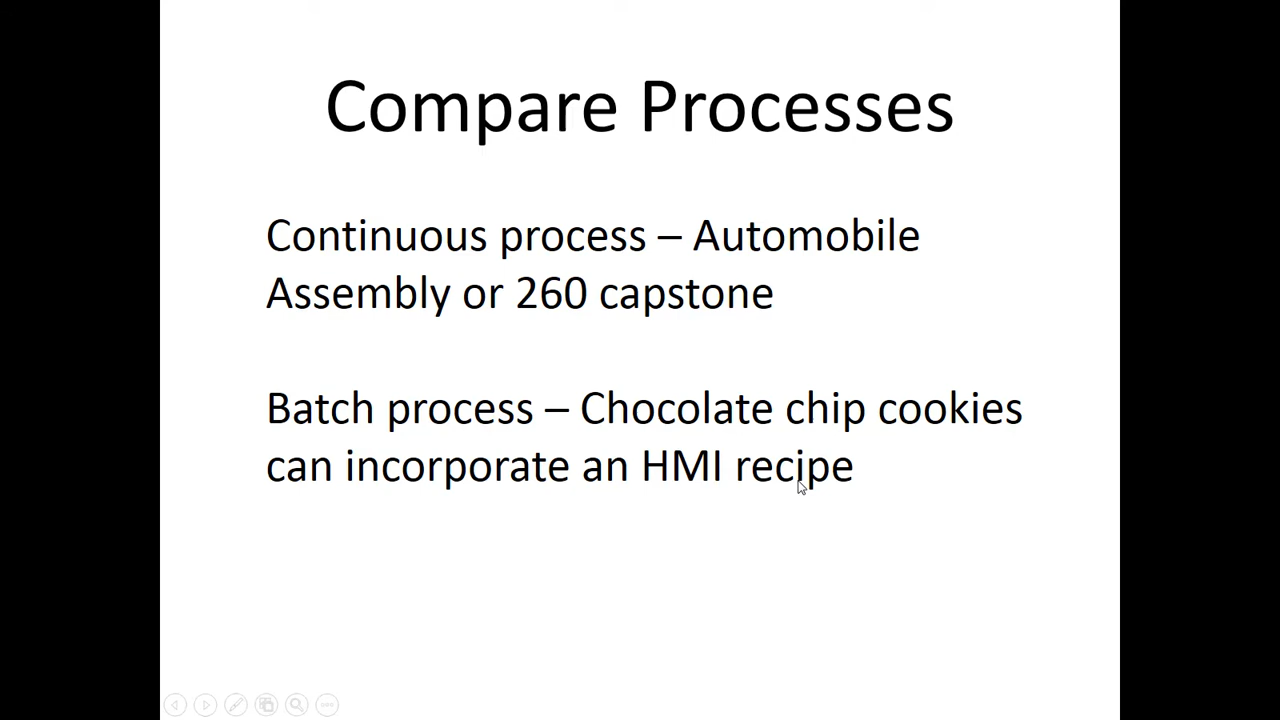 Compare Processes
Continuous process – Automobile
Assembly or 260 capstone
Batch process – Chocolate chip cookies
can incorporate an HMI recipe